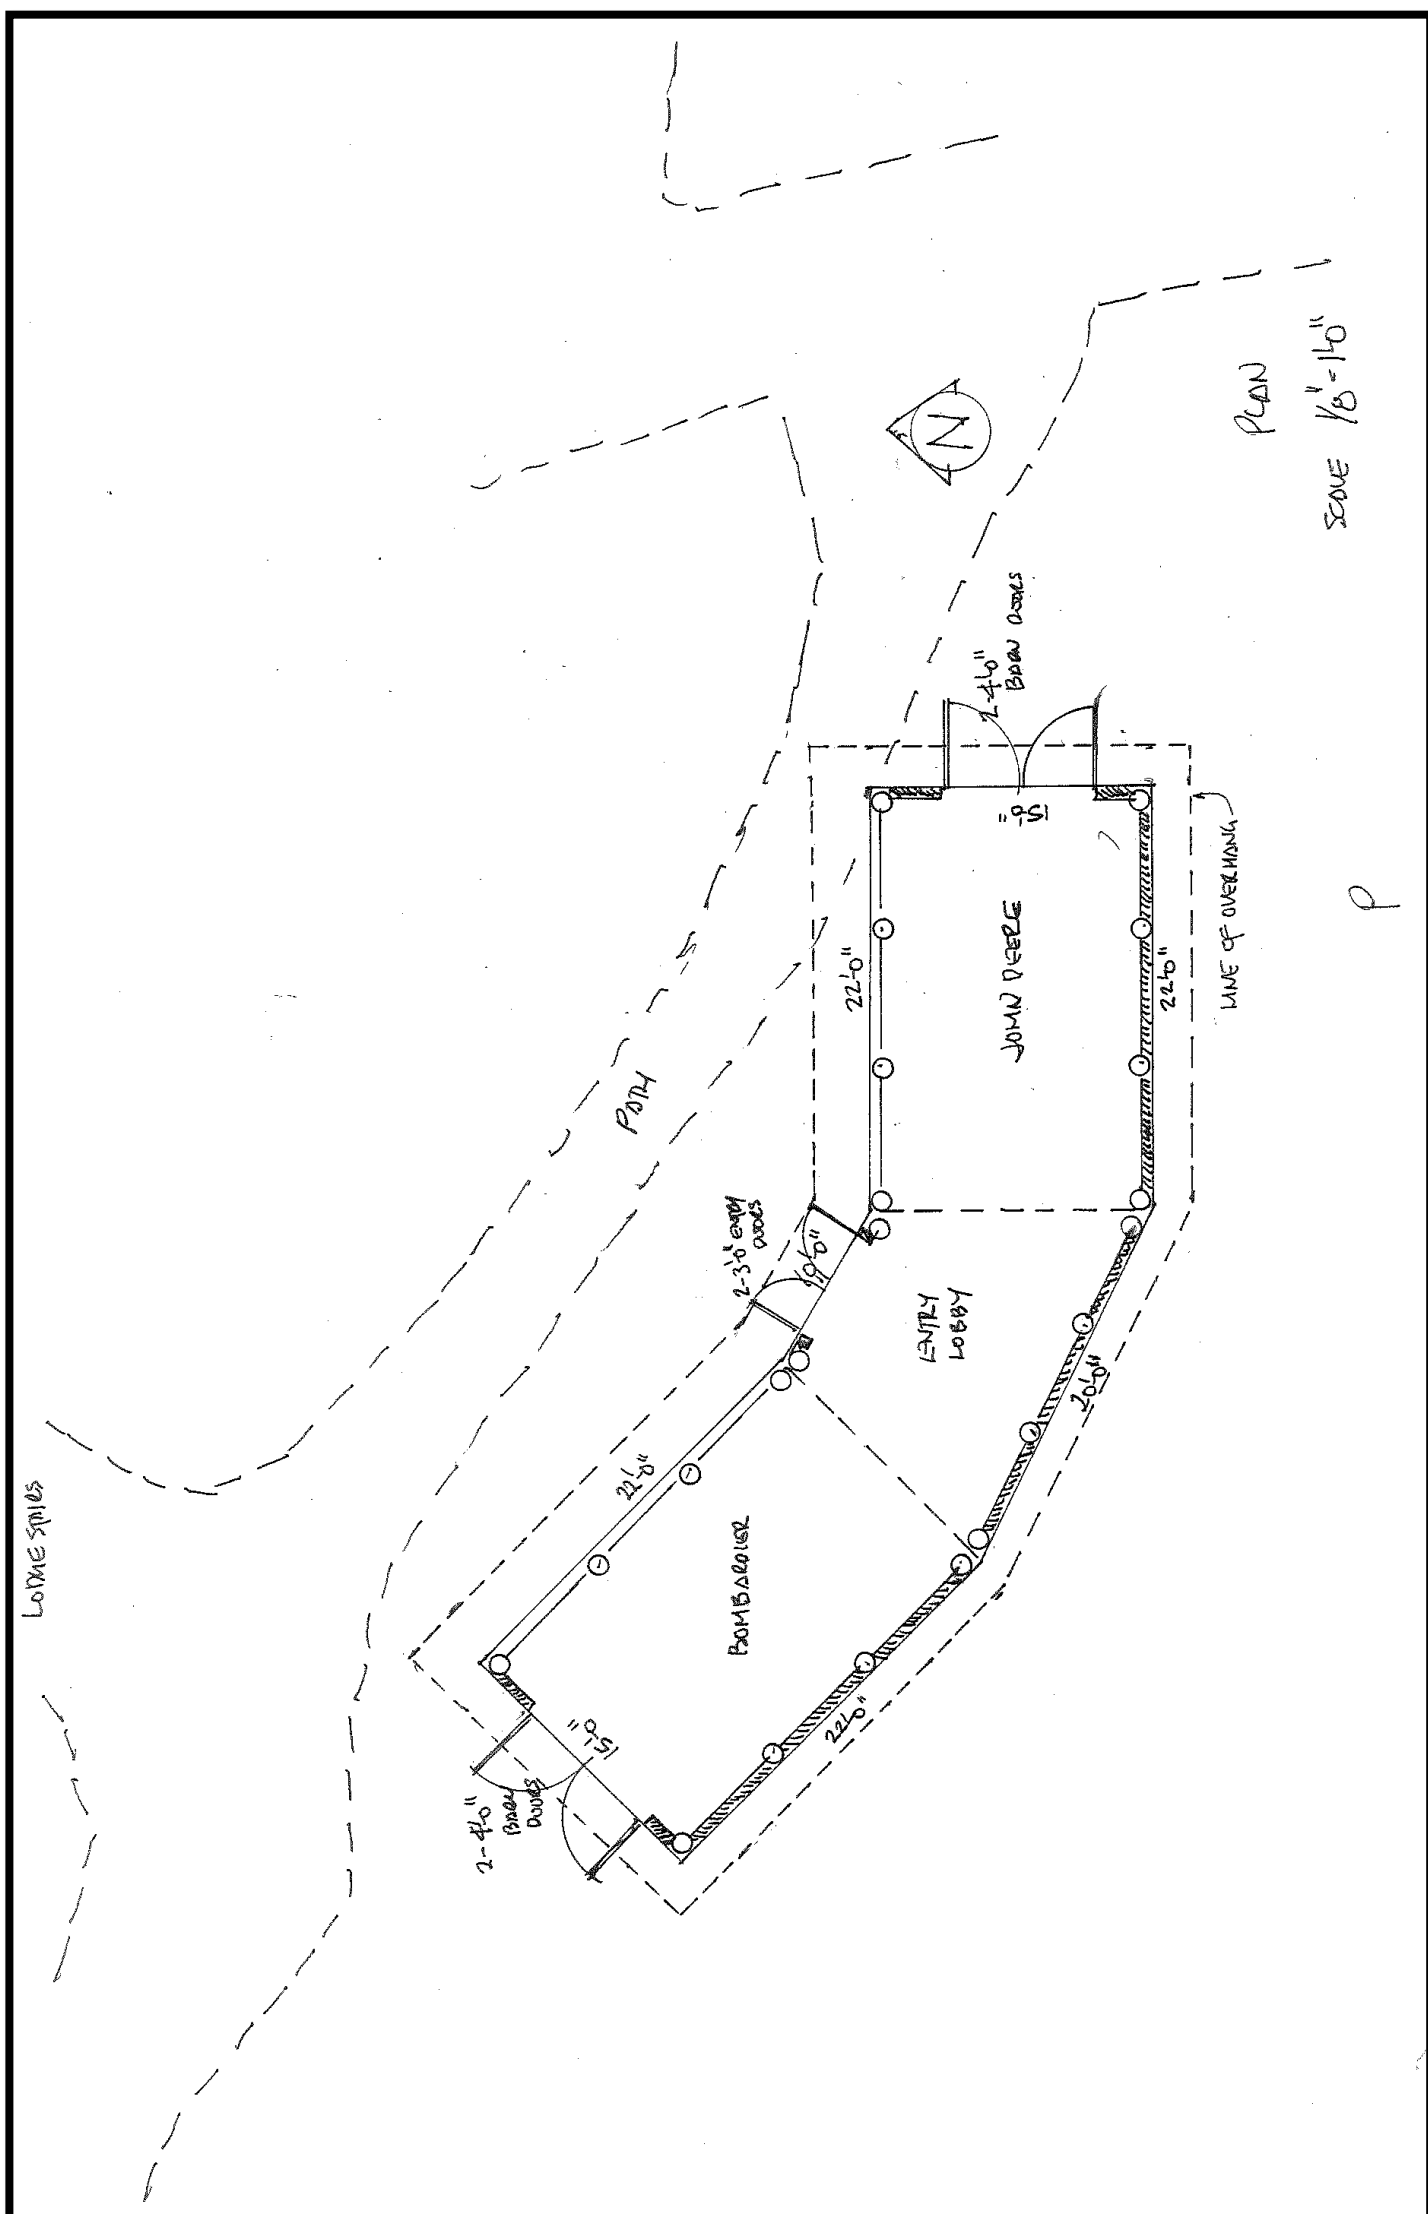 LODGE STAIRS
PATH
2-4'-0"
BARN
DOORS
15'-0"
22'-0"
BOMBARDIER
22'-0"
2-3'-0" ENTRY
DOORS
10'-0"
ENTRY
LOBBY
20'-0"
22'-0"
JOHN DEERE
22'-0"
15'-0"
2-4'-0"
BARN DOORS
LINE OF OVERHANG
N
PLAN
SCALE 1/8"=1'-0"
P